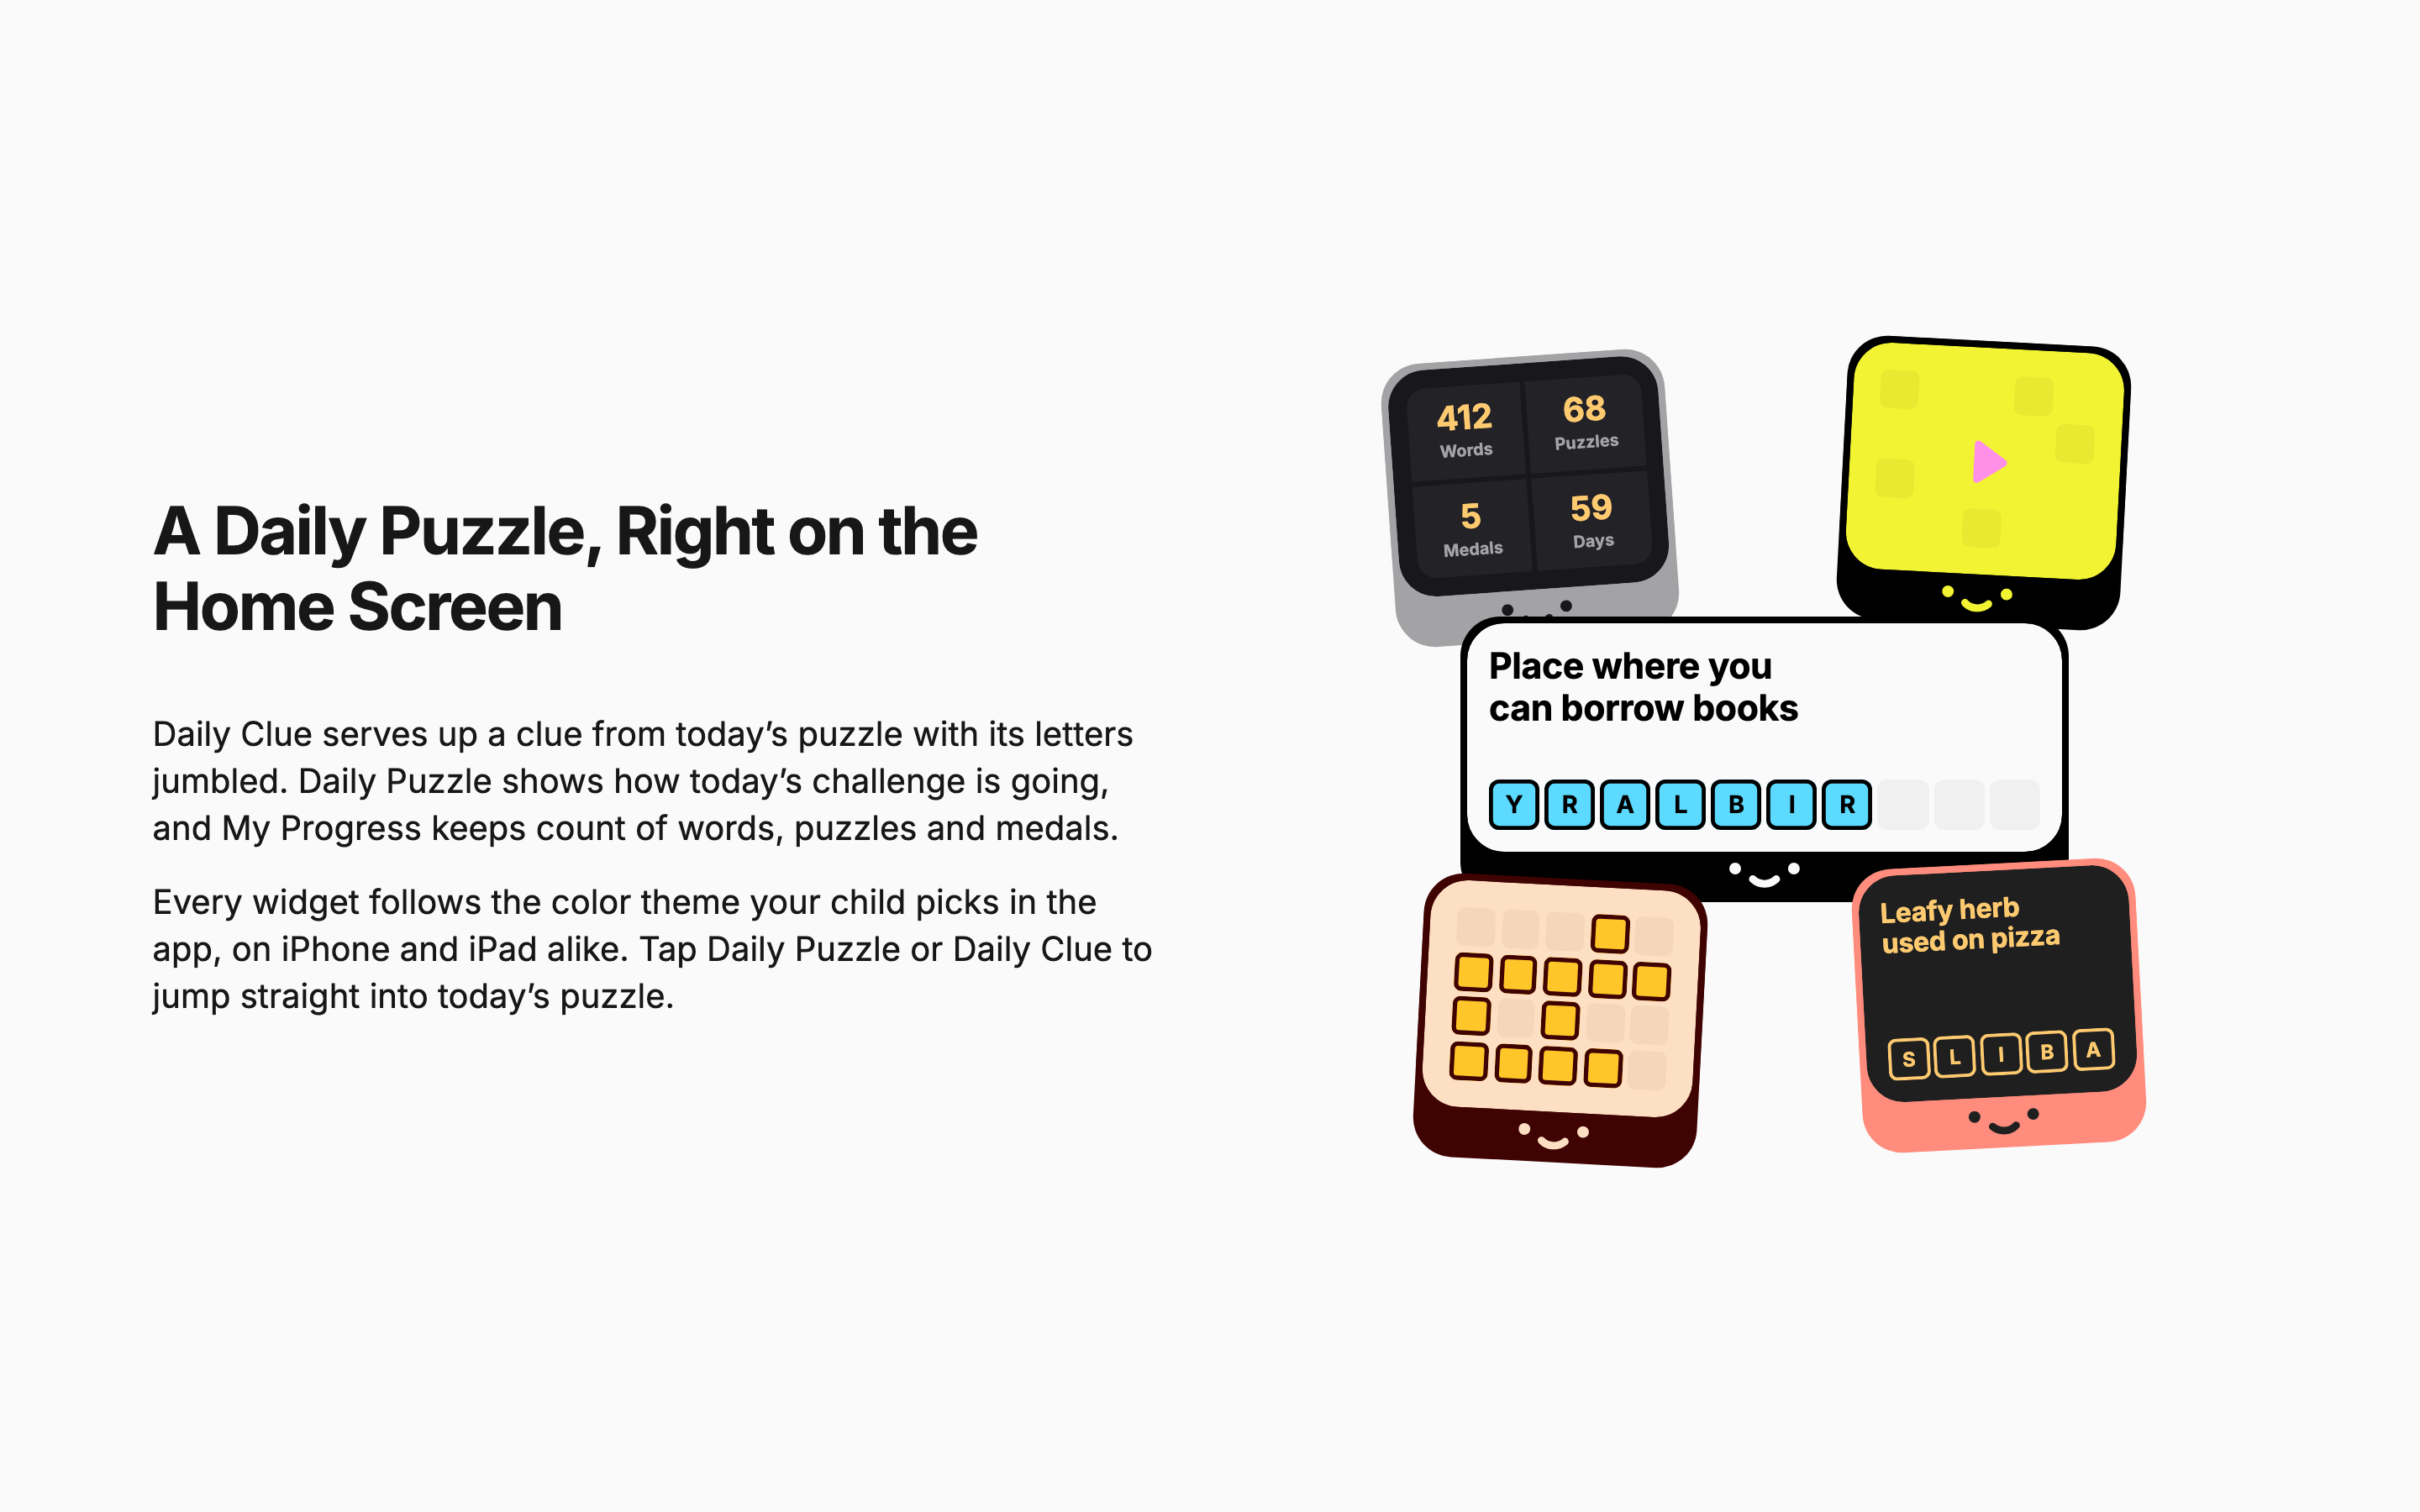 A Daily Puzzle, Right on the
Home Screen
Daily Clue serves up a clue from today’s puzzle with its letters
jumbled. Daily Puzzle shows how today’s challenge is going,
and My Progress keeps count of words, puzzles and medals.
Every widget follows the color theme your child picks in the
app, on iPhone and iPad alike. Tap Daily Puzzle or Daily Clue to
jump straight into today’s puzzle.
412
Words
68
Puzzles
5
Medals
59
Days
Place where you
can borrow books
Y R A L B I R
Leafy herb
used on pizza
S L I B A